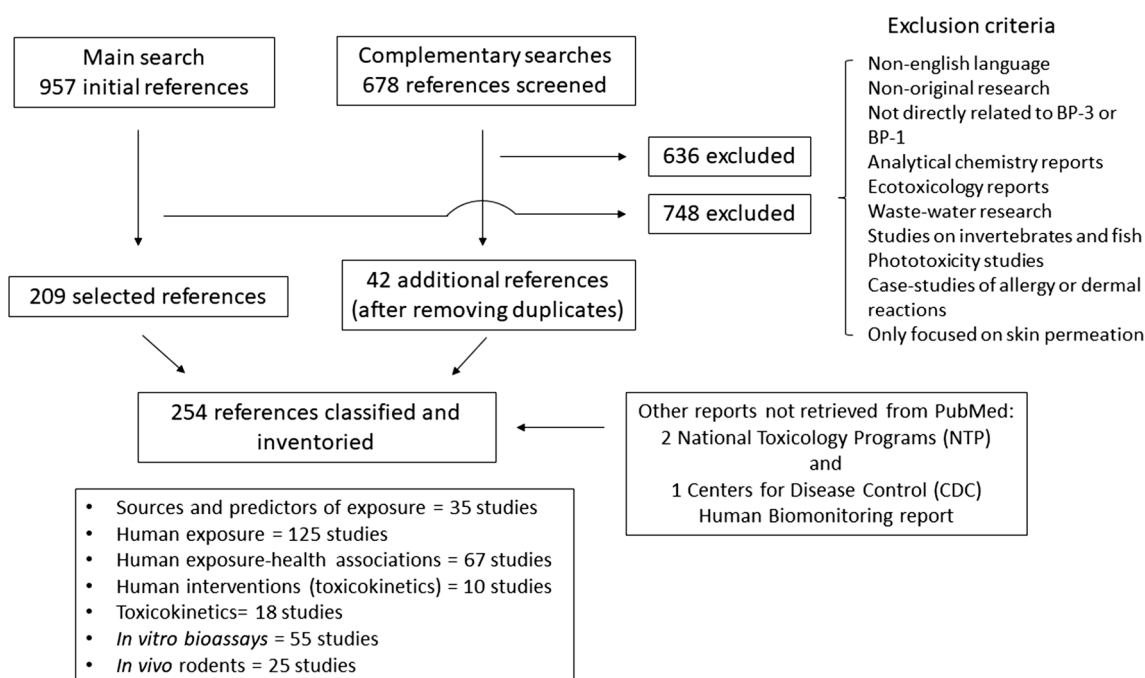 Main search
957 initial references
Complementary searches
678 references screened
Exclusion criteria
Non-english language
Non-original research
Not directly related to BP-3 or
BP-1
Analytical chemistry reports
Ecotoxicology reports
Waste-water research
Studies on invertebrates and fish
Phototoxicity studies
Case-studies of allergy or dermal
reactions
Only focused on skin permeation
636 excluded
748 excluded
209 selected references
42 additional references
(after removing duplicates)
254 references classified and
inventoried
Other reports not retrieved from PubMed:
2 National Toxicology Programs (NTP)
and
1 Centers for Disease Control (CDC)
Human Biomonitoring report
• Sources and predictors of exposure = 35 studies
• Human exposure = 125 studies
• Human exposure-health associations = 67 studies
• Human interventions (toxicokinetics) = 10 studies
• Toxicokinetics= 18 studies
• In vitro bioassays = 55 studies
• In vivo rodents = 25 studies